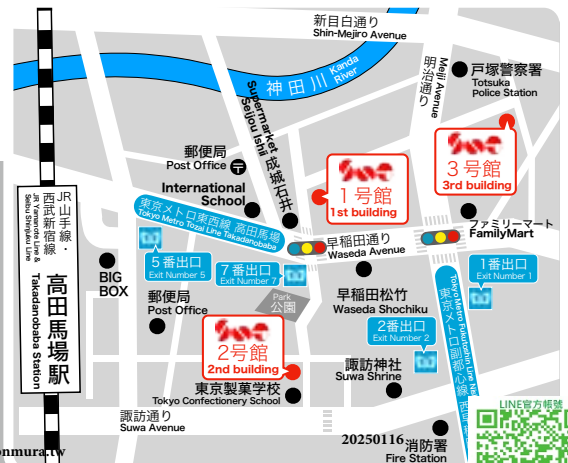 新目白通り
Shin-Mejiro Avenue
神田川
Kanda
River
明治通り
Meiji Avenue
戸塚警察署
Totsuka
Police Station
Supermarket
Seijou Ishii
成城石井
郵便局
Post Office
International
School
1号館
1st building
3号館
3rd building
ファミリーマート
FamilyMart
東京メトロ東西線 高田馬場
Tokyo Metro Tozai Line Takadanobaba
早稲田通り
Waseda Avenue
JR山手線・
西武新宿線
JR Yamanote Line &
Seibu Shinjuku Line
高田馬場駅
Takadanobaba Station
BIG
BOX
5番出口
Exit Number 5
7番出口
Exit Number 7
1番出口
Exit Number 1
2番出口
Exit Number 2
郵便局
Post Office
Park
公園
早稲田松竹
Waseda Shochiku
東京メトロ副都心線
Tokyo Metro Fukutoshin Line
2号館
2nd building
東京製菓学校
Tokyo Confectionery School
諏訪神社
Suwa Shrine
諏訪通り
Suwa Avenue
20250116
消防署
Fire Station
LINE官方帳號
onmura.tw